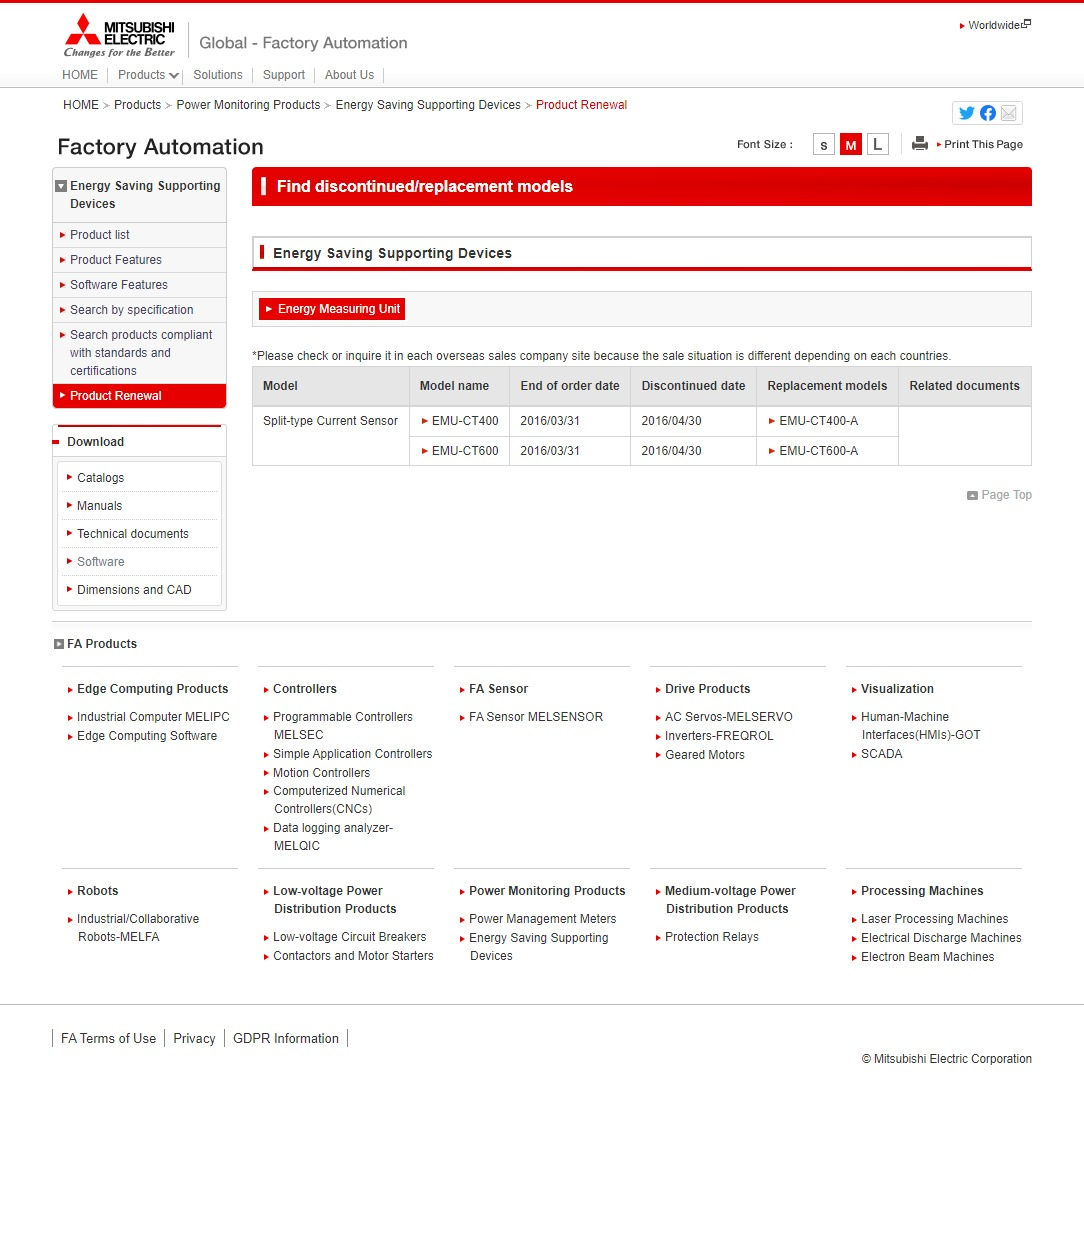 MITSUBISHI
ELECTRIC
Changes for the Better
Global - Factory Automation
Worldwide
HOME Products Solutions Support About Us
HOME > Products > Power Monitoring Products > Energy Saving Supporting Devices > Product Renewal
Factory Automation
Font Size : S M L Print This Page
Energy Saving Supporting
Devices
Product list
Product Features
Software Features
Search by specification
Search products compliant
with standards and
certifications
Product Renewal
Download
Catalogs
Manuals
Technical documents
Software
Dimensions and CAD
Find discontinued/replacement models
Energy Saving Supporting Devices
Energy Measuring Unit
*Please check or inquire it in each overseas sales company site because the sale situation is different depending on each countries.
Model Model name End of order date Discontinued date Replacement models Related documents
Split-type Current Sensor EMU-CT400 2016/03/31 2016/04/30 EMU-CT400-A
EMU-CT600 2016/03/31 2016/04/30 EMU-CT600-A
Page Top
FA Products
Edge Computing Products
Industrial Computer MELIPC
Edge Computing Software
Controllers
Programmable Controllers
MELSEC
Simple Application Controllers
Motion Controllers
Computerized Numerical
Controllers(CNCs)
Data logging analyzer-
MELQIC
FA Sensor
FA Sensor MELSENSOR
Drive Products
AC Servos-MELSERVO
Inverters-FREQROL
Geared Motors
Visualization
Human-Machine
Interfaces(HMIs)-GOT
SCADA
Robots
Industrial/Collaborative
Robots-MELFA
Low-voltage Power
Distribution Products
Low-voltage Circuit Breakers
Contactors and Motor Starters
Power Monitoring Products
Power Management Meters
Energy Saving Supporting
Devices
Medium-voltage Power
Distribution Products
Protection Relays
Processing Machines
Laser Processing Machines
Electrical Discharge Machines
Electron Beam Machines
FA Terms of Use Privacy GDPR Information
© Mitsubishi Electric Corporation